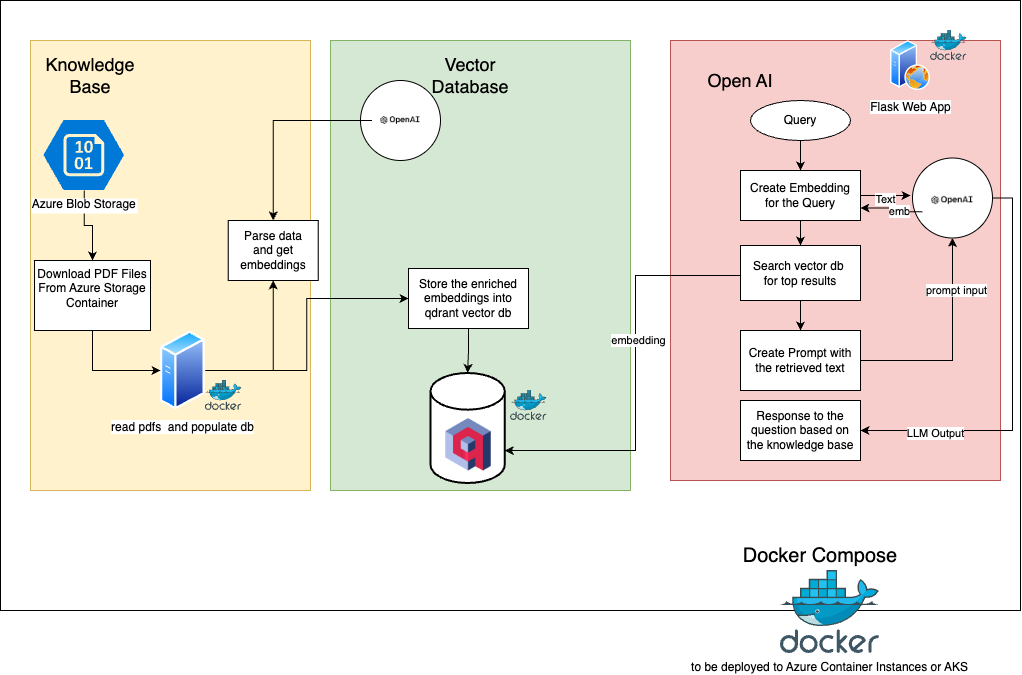 Knowledge
Base
10
01
Azure Blob Storage
Download PDF Files
From Azure Storage
Container
Parse data
and get
embeddings
docker
read pdfs and populate db
Vector
Database
OpenAI
Store the enriched
embeddings into
qdrant vector db
docker
embedding
Open AI
docker
Flask Web App
Query
Create Embedding
for the Query
Text
emb
OpenAI
Search vector db
for top results
prompt input
Create Prompt with
the retrieved text
Response to the
question based on
the knowledge base
LLM Output
Docker Compose
docker
to be deployed to Azure Container Instances or AKS